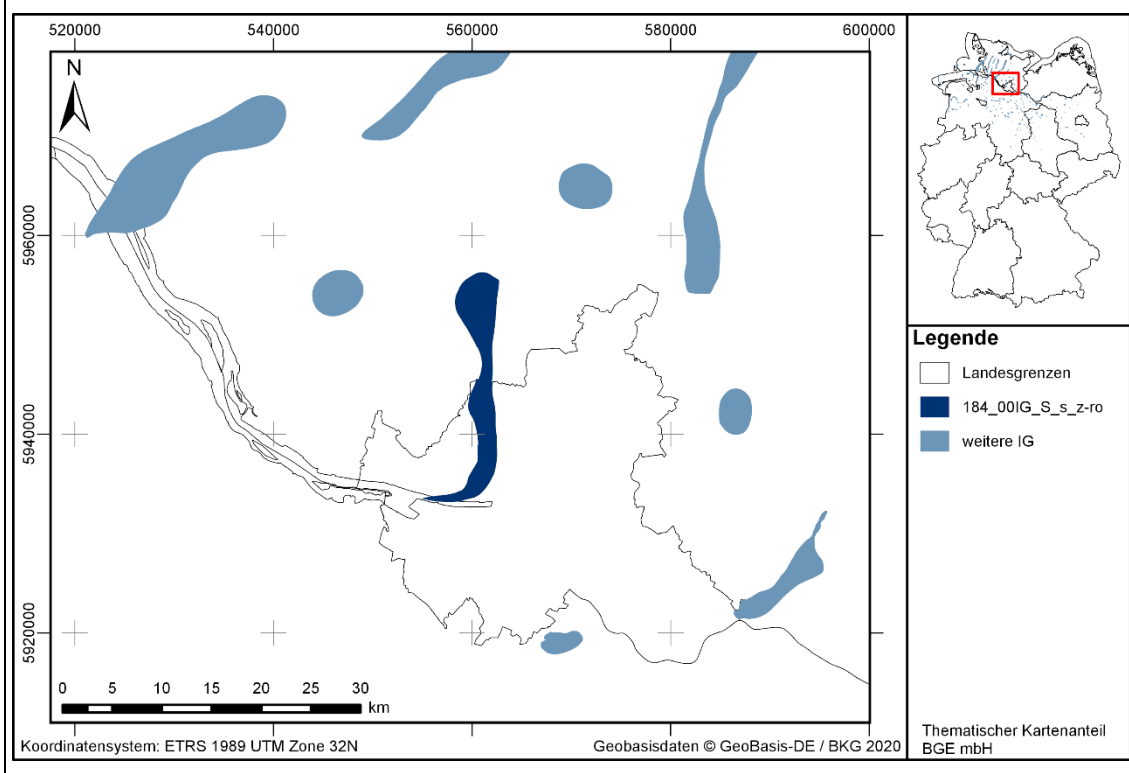 520000 540000 560000 580000 600000
N
5960000
5940000
5920000
0 5 10 15 20 25 30
km
Koordinatensystem: ETRS 1989 UTM Zone 32N
Geobasisdaten © GeoBasis-DE / BKG 2020
Legende
Landesgrenzen
184_00IG_S_s_z-ro
weitere IG
Thematischer Kartenanteil
BGE mbH